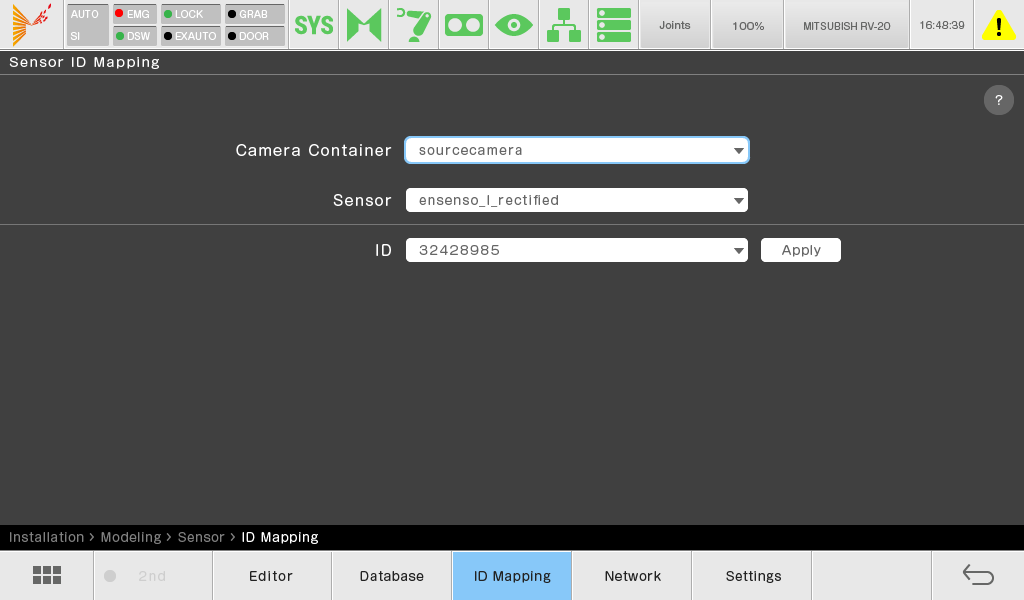 AUTO EMG LOCK GRAB
SI DSW EXAUTO DOOR
SYS
Joints
100%
MITSUBISH RV-20
16:48:39
Sensor ID Mapping
?
Camera Container sourcecamera
Sensor ensenso_l_rectified
ID 32428985 Apply
Installation > Modeling > Sensor > ID Mapping
2nd Editor Database ID Mapping Network Settings